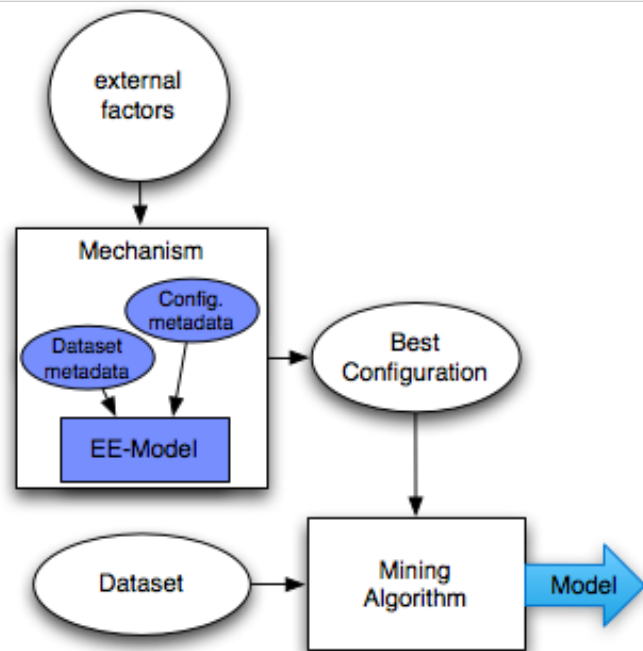 external
factors
Mechanism
Config.
metadata
Dataset
metadata
EE-Model
Best
Configuration
Dataset
Mining
Algorithm
Model